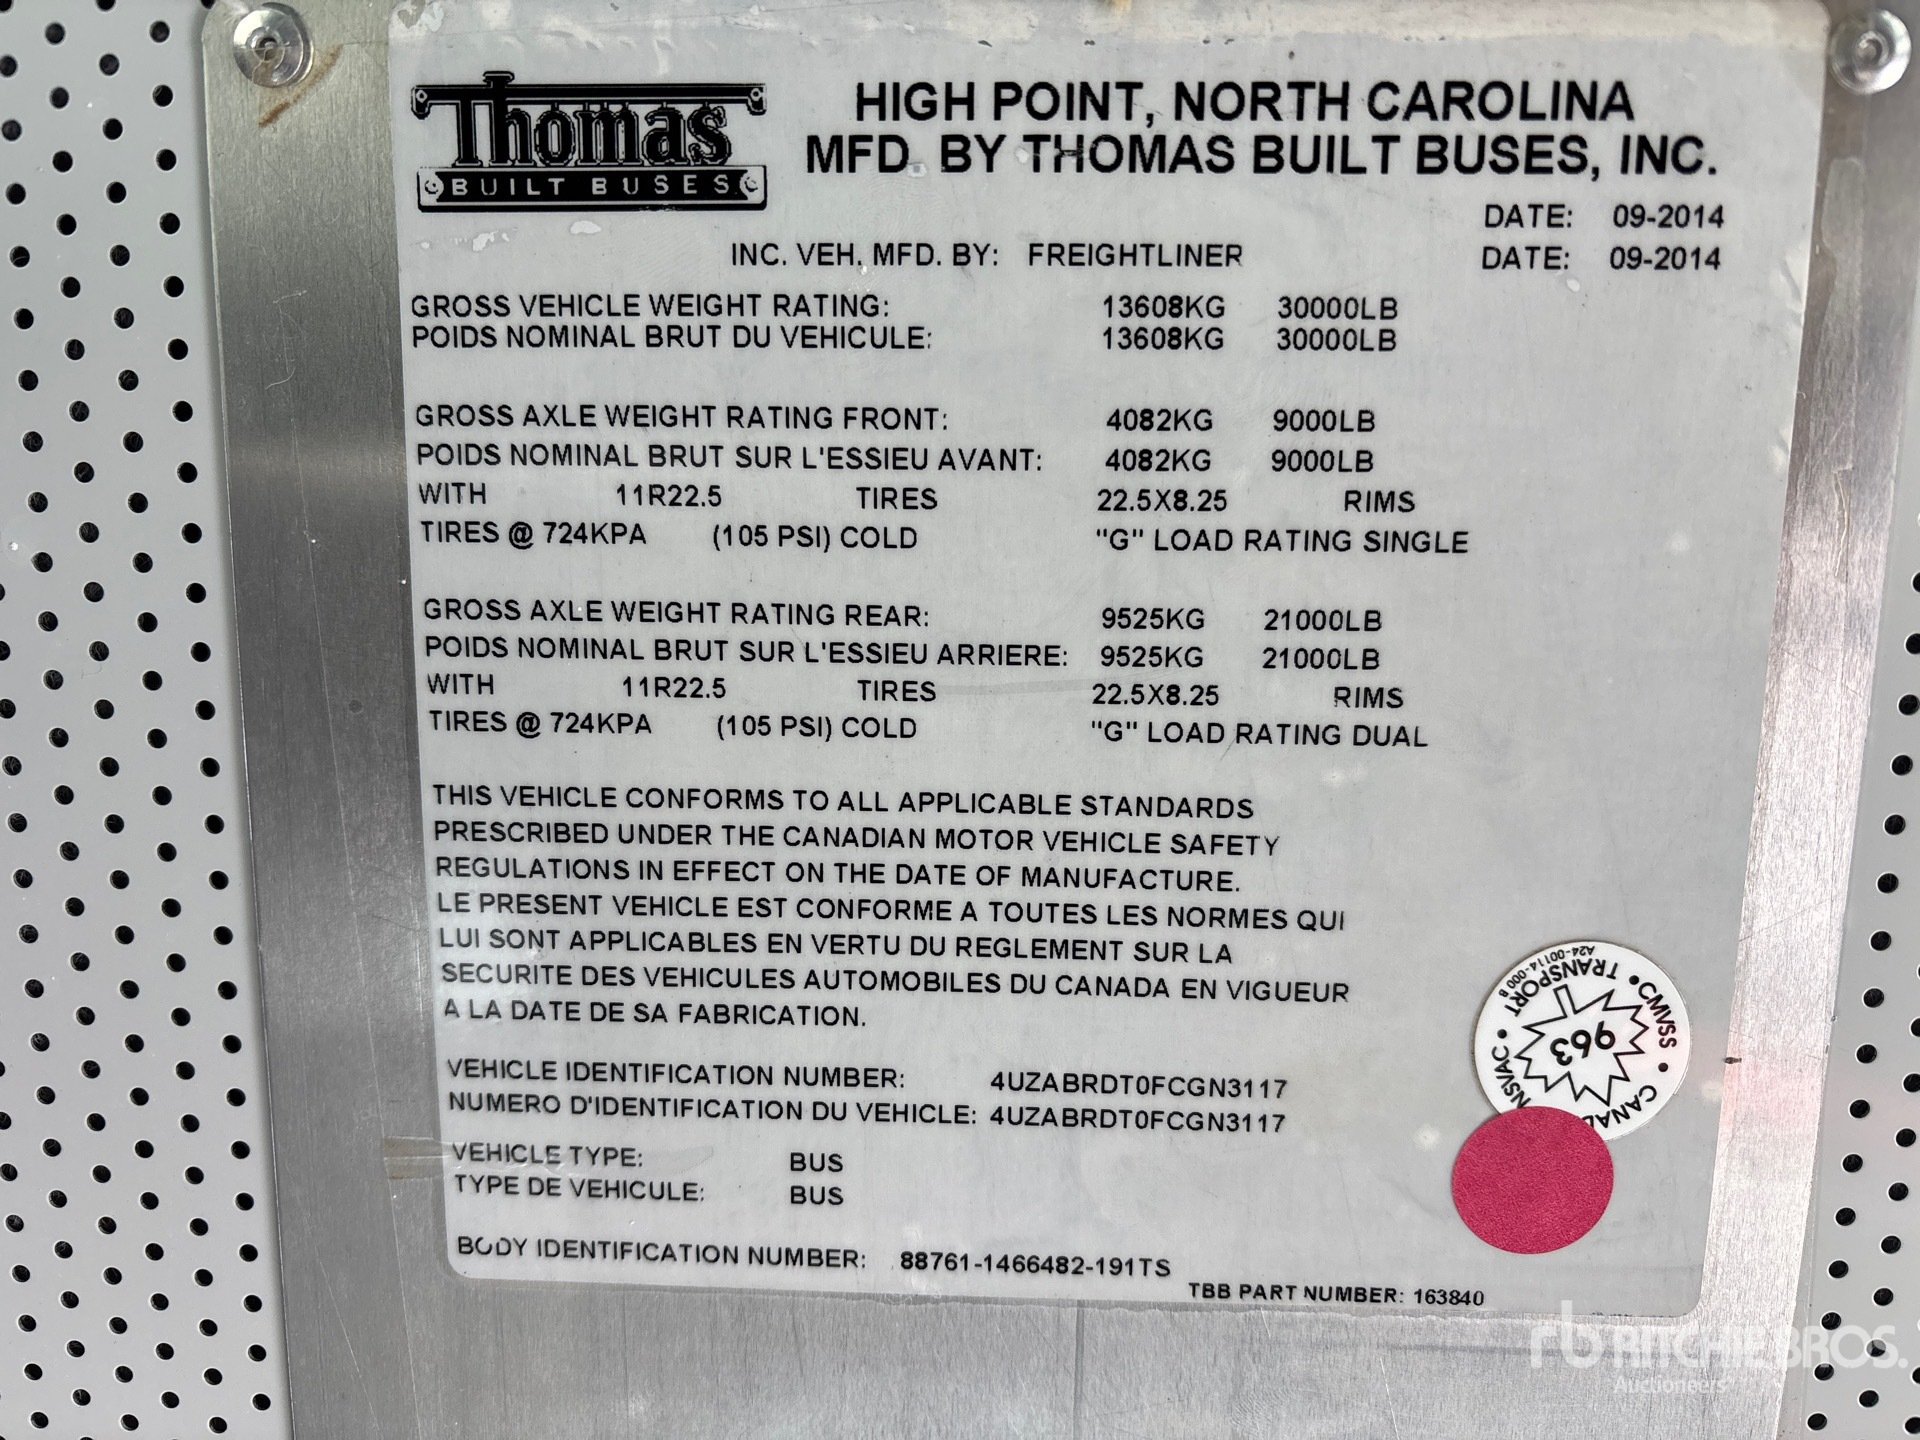 Thomas
BUILT BUSES
HIGH POINT, NORTH CAROLINA
MFD. BY THOMAS BUILT BUSES, INC.
DATE: 09-2014
INC. VEH. MFD. BY: FREIGHTLINER DATE: 09-2014
GROSS VEHICLE WEIGHT RATING: 13608KG 30000LB
POIDS NOMINAL BRUT DU VEHICULE: 13608KG 30000LB
GROSS AXLE WEIGHT RATING FRONT: 4082KG 9000LB
POIDS NOMINAL BRUT SUR L'ESSIEU AVANT: 4082KG 9000LB
WITH 11R22.5 TIRES 22.5X8.25 RIMS
TIRES @ 724KPA (105 PSI) COLD "G" LOAD RATING SINGLE
GROSS AXLE WEIGHT RATING REAR: 9525KG 21000LB
POIDS NOMINAL BRUT SUR L'ESSIEU ARRIERE: 9525KG 21000LB
WITH 11R22.5 TIRES 22.5X8.25 RIMS
TIRES @ 724KPA (105 PSI) COLD "G" LOAD RATING DUAL
THIS VEHICLE CONFORMS TO ALL APPLICABLE STANDARDS
PRESCRIBED UNDER THE CANADIAN MOTOR VEHICLE SAFETY
REGULATIONS IN EFFECT ON THE DATE OF MANUFACTURE.
LE PRESENT VEHICLE EST CONFORME A TOUTES LES NORMES QUI
LUI SONT APPLICABLES EN VERTU DU REGLEMENT SUR LA
SECURITE DES VEHICULES AUTOMOBILES DU CANADA EN VIGUEUR
A LA DATE DE SA FABRICATION.
VEHICLE IDENTIFICATION NUMBER: 4UZABRDT0FCGN3117
NUMERO D'IDENTIFICATION DU VEHICLE: 4UZABRDT0FCGN3117
VEHICLE TYPE: BUS
TYPE DE VEHICULE: BUS
BODY IDENTIFICATION NUMBER: 88761-1466482-191TS
TBB PART NUMBER: 163840
A24-00114-000 B
TRANSPORT • CMVSS • CANAD
NSVAC •
963
rb RITCHIE BROS.
Auctioneers